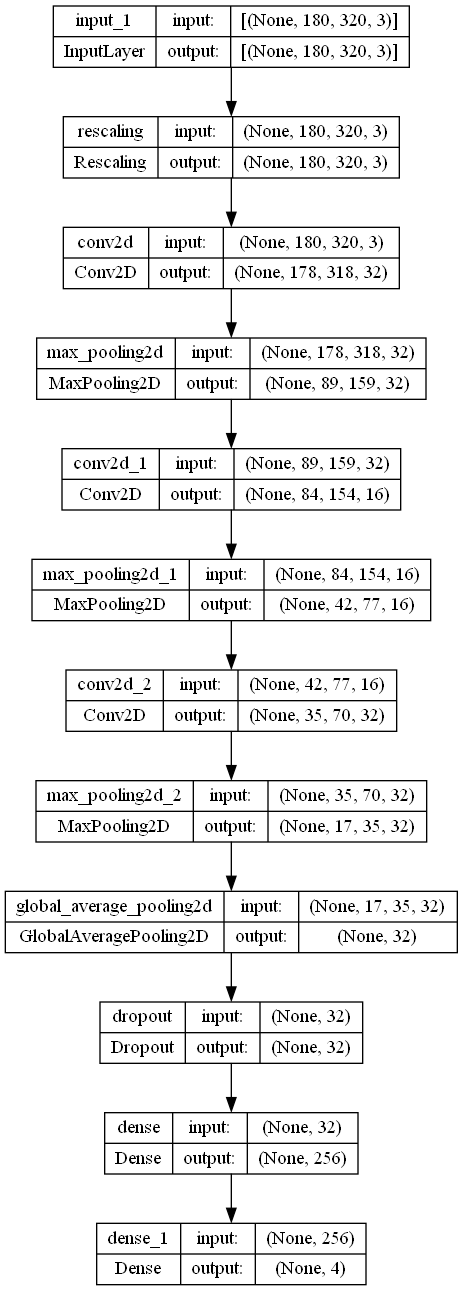 input_1 input: [(None, 180, 320, 3)]
InputLayer output: [(None, 180, 320, 3)]
rescaling input: (None, 180, 320, 3)
Rescaling output: (None, 180, 320, 3)
conv2d input: (None, 180, 320, 3)
Conv2D output: (None, 178, 318, 32)
max_pooling2d input: (None, 178, 318, 32)
MaxPooling2D output: (None, 89, 159, 32)
conv2d_1 input: (None, 89, 159, 32)
Conv2D output: (None, 84, 154, 16)
max_pooling2d_1 input: (None, 84, 154, 16)
MaxPooling2D output: (None, 42, 77, 16)
conv2d_2 input: (None, 42, 77, 16)
Conv2D output: (None, 35, 70, 32)
max_pooling2d_2 input: (None, 35, 70, 32)
MaxPooling2D output: (None, 17, 35, 32)
global_average_pooling2d input: (None, 17, 35, 32)
GlobalAveragePooling2D output: (None, 32)
dropout input: (None, 32)
Dropout output: (None, 32)
dense input: (None, 32)
Dense output: (None, 256)
dense_1 input: (None, 256)
Dense output: (None, 4)